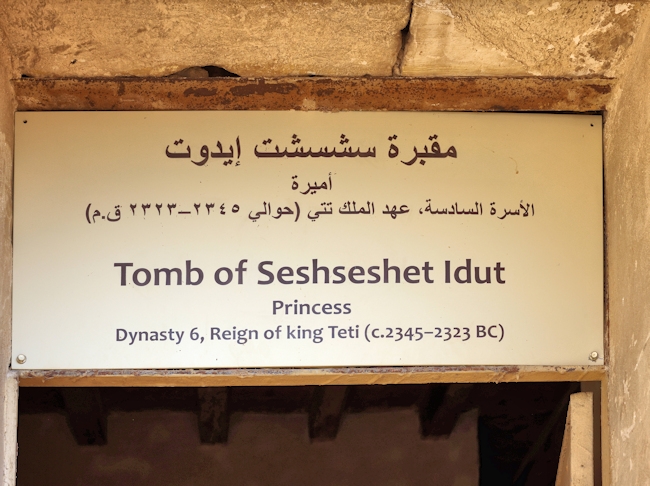 مقبرة سشسشت إيدوت
أميرة
الأسرة السادسة، عهد الملك تتي (حوالي ٢٣٤٥–٢٣٢٣ ق.م)
Tomb of Seshseshet Idut
Princess
Dynasty 6, Reign of king Teti (c.2345–2323 BC)